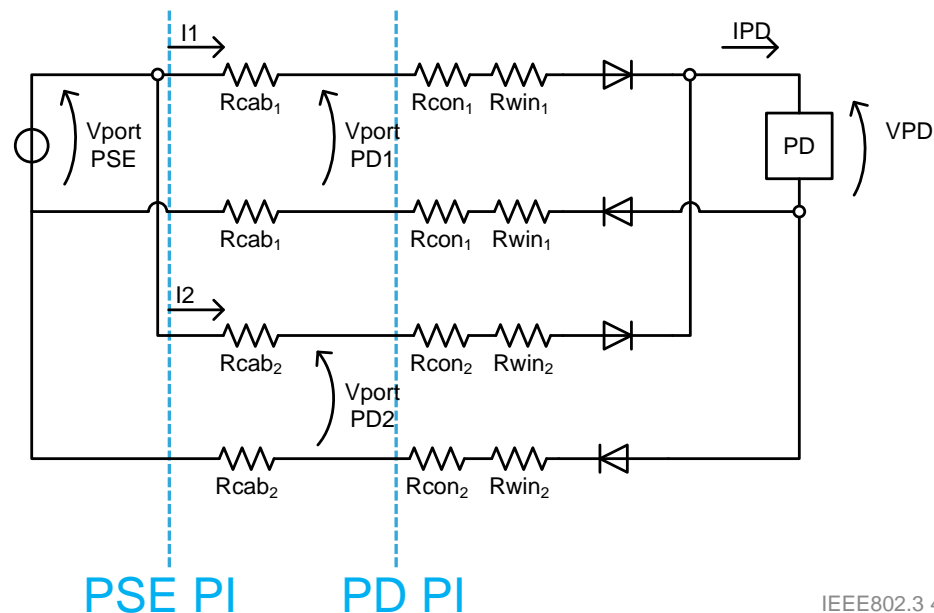 I1
IPD
Rcab₁
Rcon₁
Rwin₁
Vport
PSE
Vport
PD1
PD
VPD
Rcab₁
Rcon₁
Rwin₁
I2
Rcab₂
Rcon₂
Rwin₂
Vport
PD2
Rcab₂
Rcon₂
Rwin₂
PSE PI
PD PI
IEEE802.3